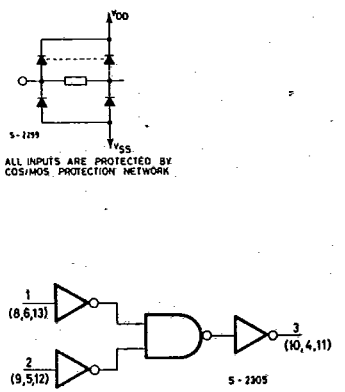 VDD
S-2299
VSS
ALL INPUTS ARE PROTECTED BY
COS/MOS PROTECTION NETWORK
1
(8,6,13)
3
(10,4,11)
2
(9,5,12)
S-2305